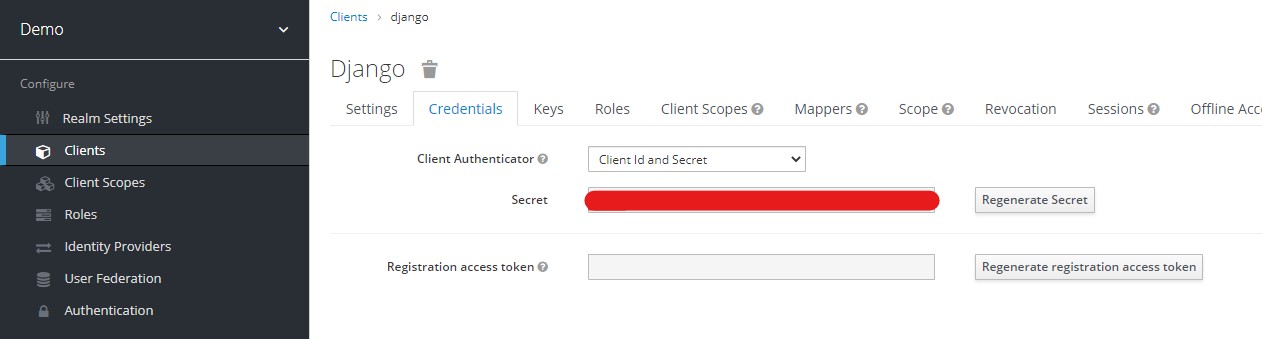 Demo
Configure
Realm Settings
Clients
Client Scopes
Roles
Identity Providers
User Federation
Authentication
Clients > django
Django
Settings Credentials Keys Roles Client Scopes ? Mappers ? Scope ? Revocation Sessions ? Offline Acc
Client Authenticator ? Client Id and Secret
Secret Regenerate Secret
Registration access token ? Regenerate registration access token